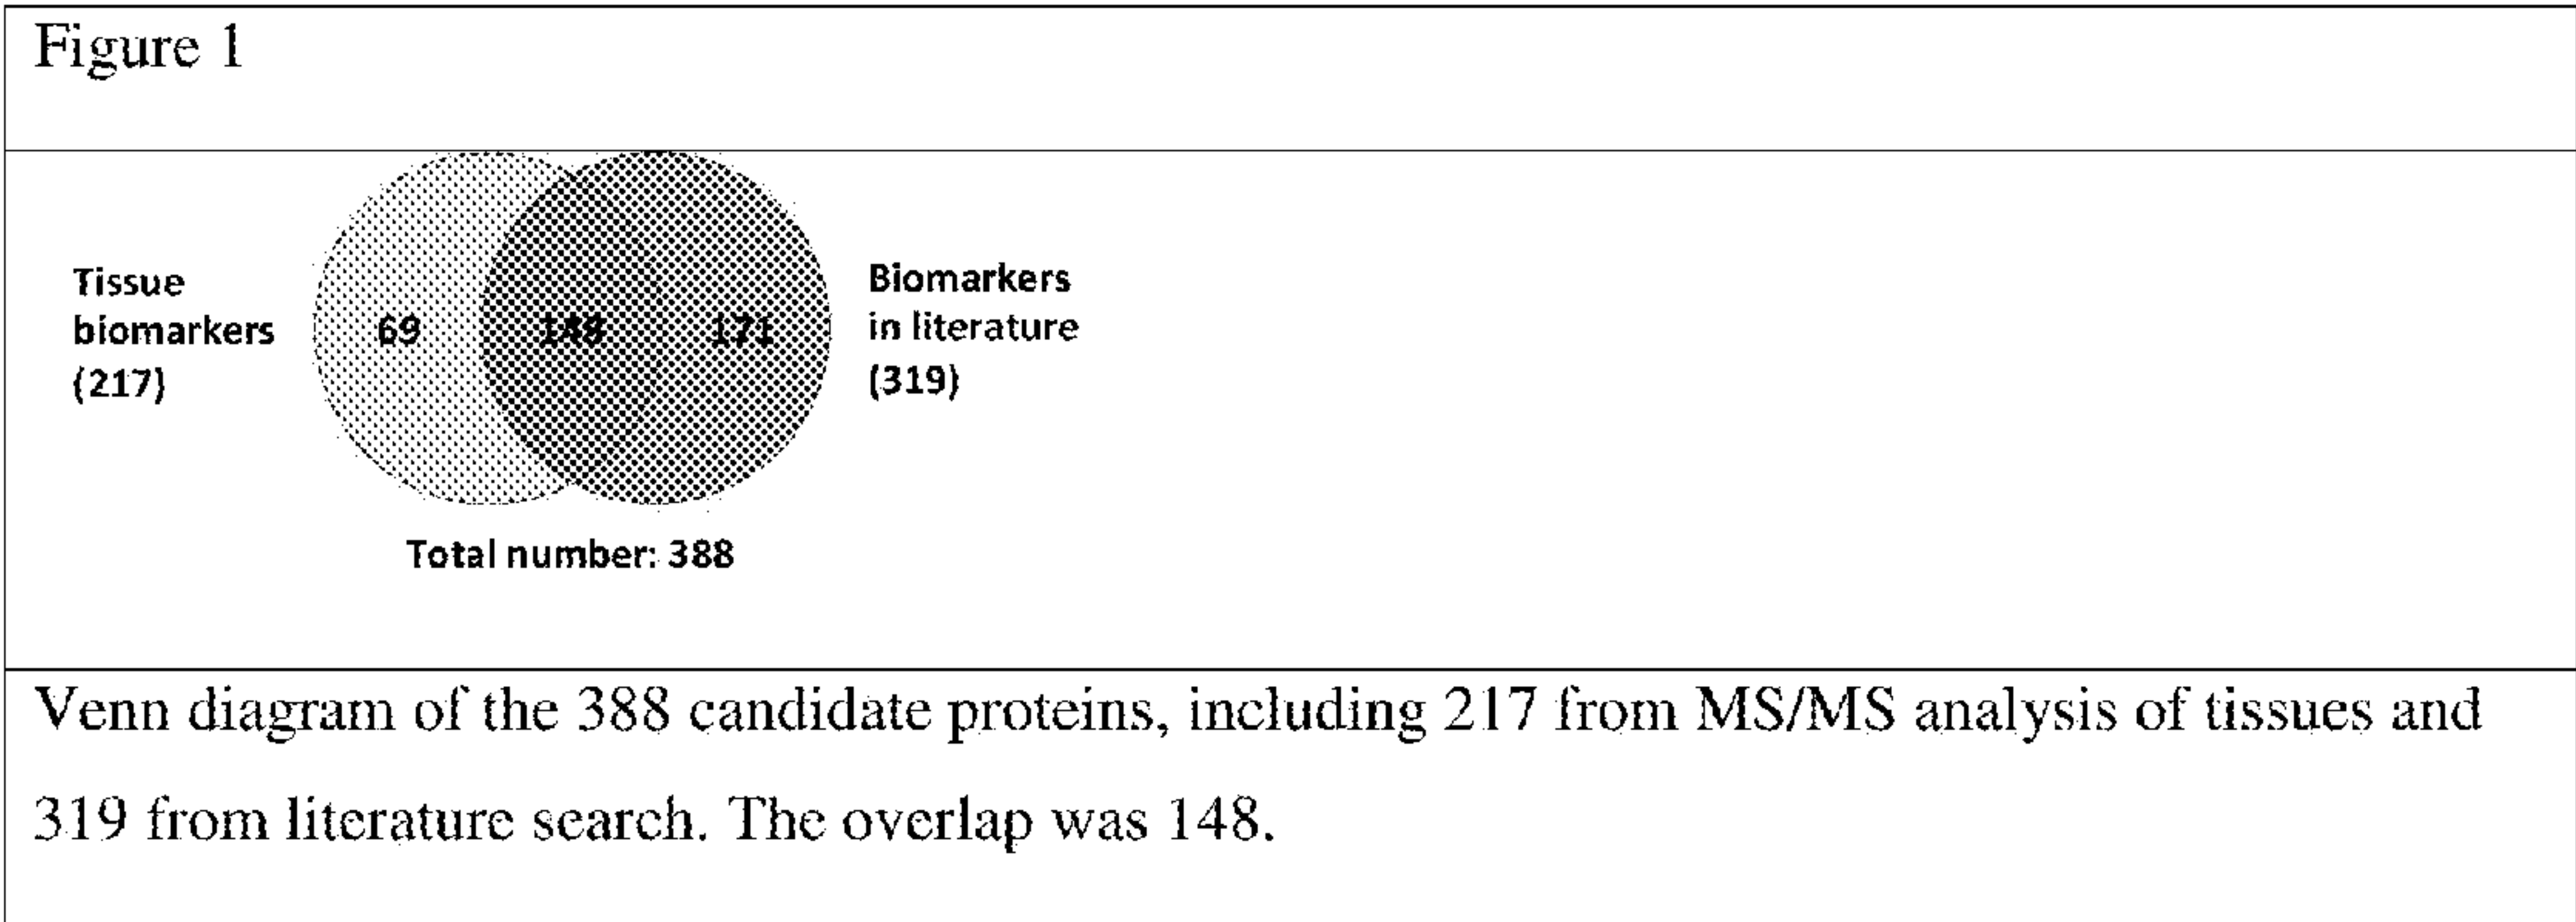 Figure 1
Tissue
biomarkers
(217)
69
148
171
Biomarkers
in literature
(319)
Total number: 388
Venn diagram of the 388 candidate proteins, including 217 from MS/MS analysis of tissues and
319 from literature search. The overlap was 148.